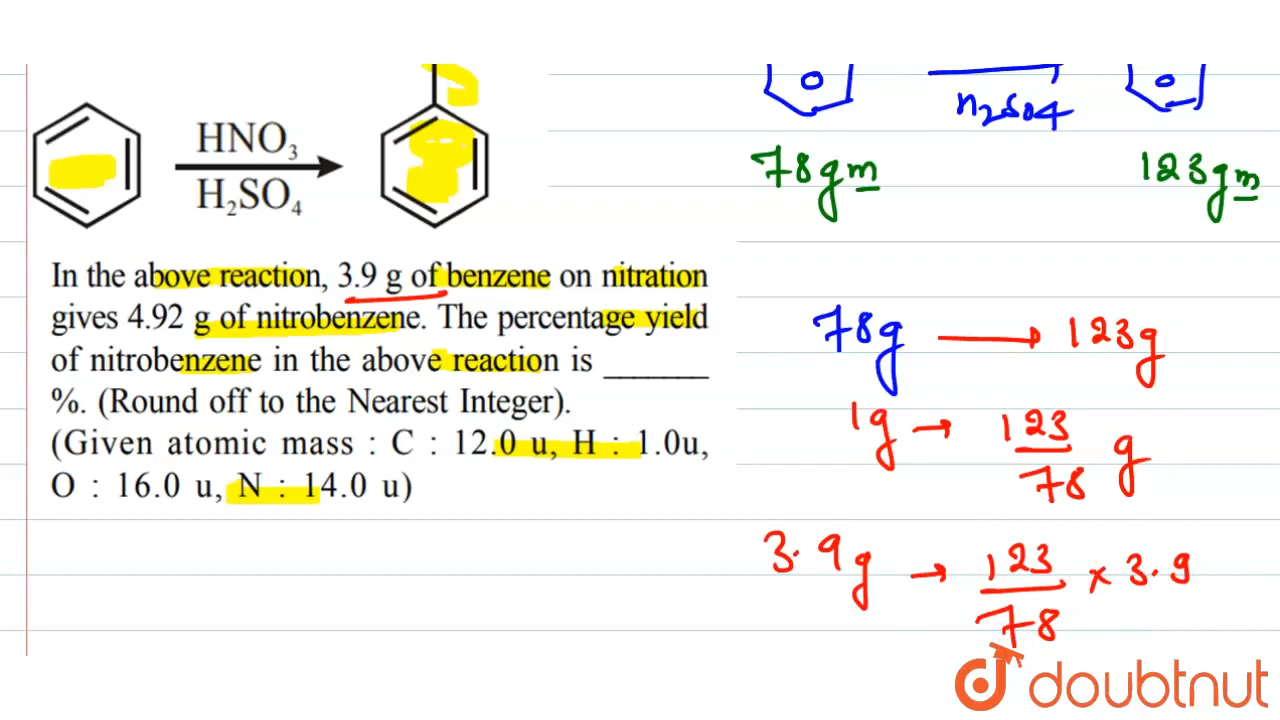 HNO₃
H₂SO₄
In the above reaction, 3.9 g of benzene on nitration
gives 4.92 g of nitrobenzene. The percentage yield
of nitrobenzene in the above reaction is _______
%. (Round off to the Nearest Integer).
(Given atomic mass : C : 12.0 u, H : 1.0u,
O : 16.0 u, N : 14.0 u)
H2SO4
78gm 123gm
78g → 123g
1g → 123/78 g
3.9g → 123/78 × 3.9
doubtnut